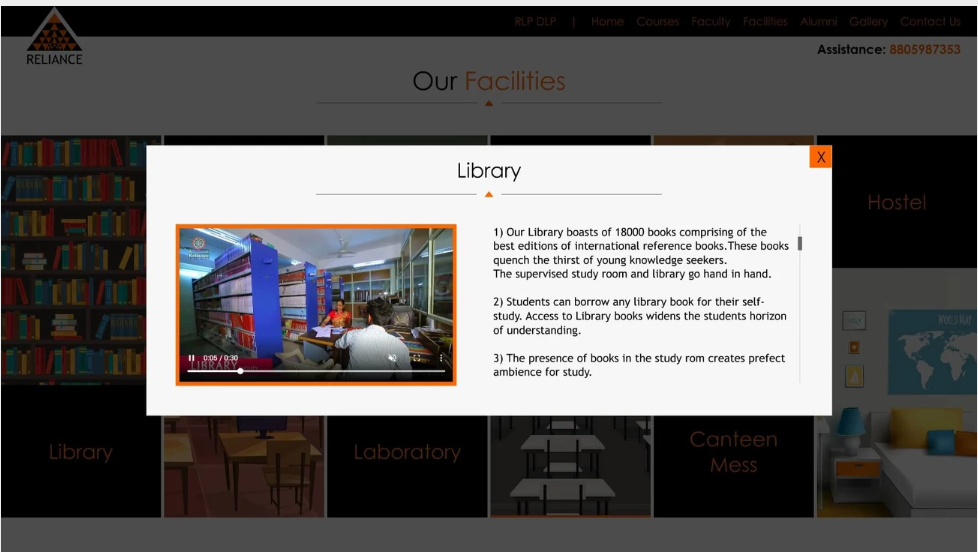 RLP DLP | Home Courses Faculty Facilities Alumni Gallery Contact Us
RELIANCE
Assistance: 8805987353
Our Facilities
Library
X
Hostel
1) Our Library boasts of 18000 books comprising of the
best editions of international reference books.These books
quench the thirst of young knowledge seekers.
The supervised study room and library go hand in hand.
2) Students can borrow any library book for their self-
study. Access to Library books widens the students horizon
of understanding.
3) The presence of books in the study rom creates prefect
ambience for study.
Reliance
0:05 / 0:30
LIBRARY
WORLD MAP
Library
Laboratory
Canteen
Mess